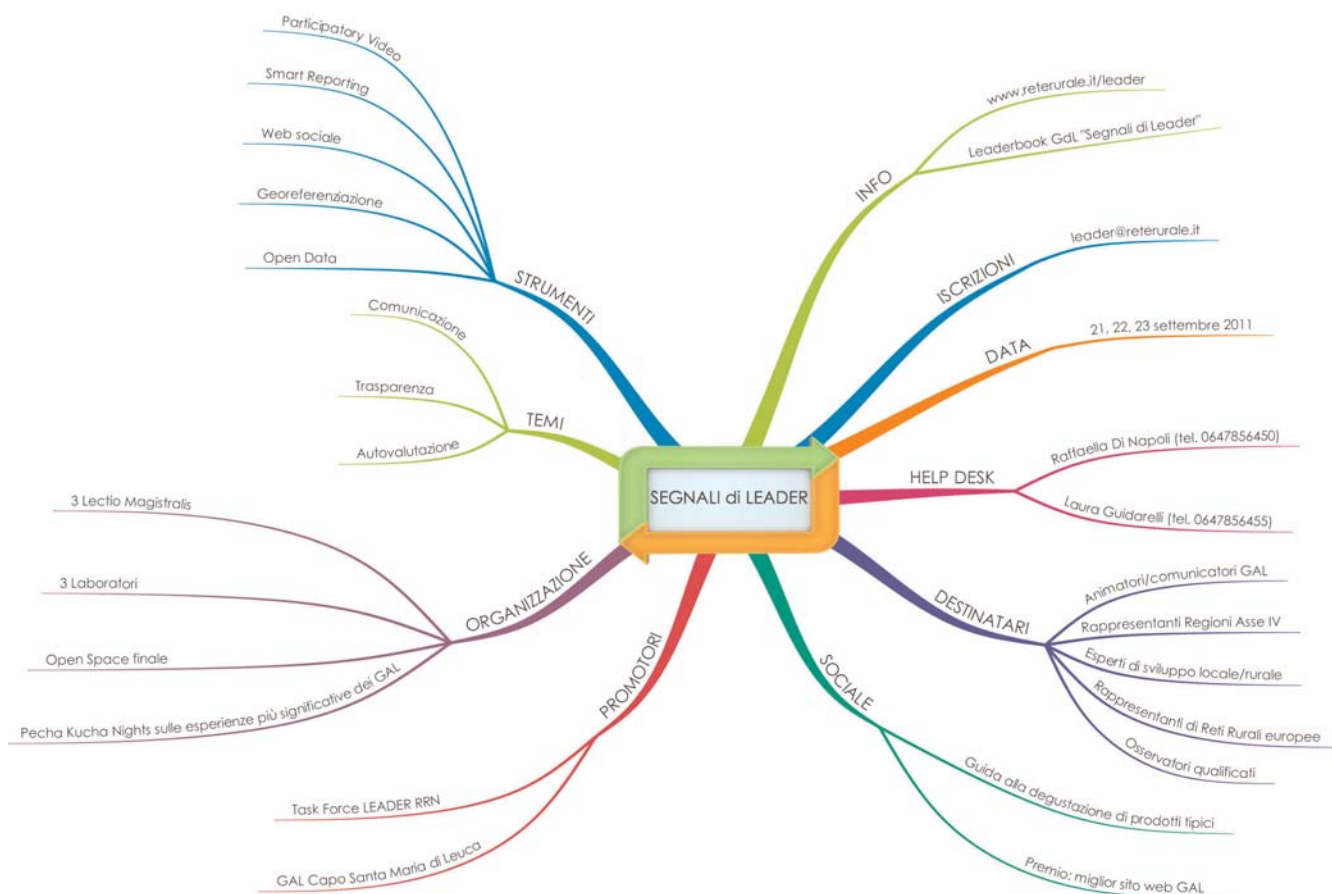 SEGNALI di LEADER
INFO
www.reterurale.it/leader
Leaderbook GdL "Segnali di Leader"
ISCRIZIONI
leader@reterurale.it
DATA
21, 22, 23 settembre 2011
HELP DESK
Raffaella Di Napoli (tel. 0647856450)
Laura Guidarelli (tel. 0647856455)
DESTINATARI
Animatori/comunicatori GAL
Rappresentanti Regioni Asse IV
Esperti di sviluppo locale/rurale
Rappresentanti di Reti Rurali europee
Osservatori qualificati
SOCIALE
Guida alla degustazione di prodotti tipici
Premio: miglior sito web GAL
PROMOTORI
Task Force LEADER RRN
GAL Capo Santa Maria di Leuca
ORGANIZZAZIONE
3 Lectio Magistralis
3 Laboratori
Open Space finale
Pecha Kucha Nights sulle esperienze più significative dei GAL
TEMI
Comunicazione
Trasparenza
Autovalutazione
STRUMENTI
Participatory Video
Smart Reporting
Web sociale
Georeferenziazione
Open Data